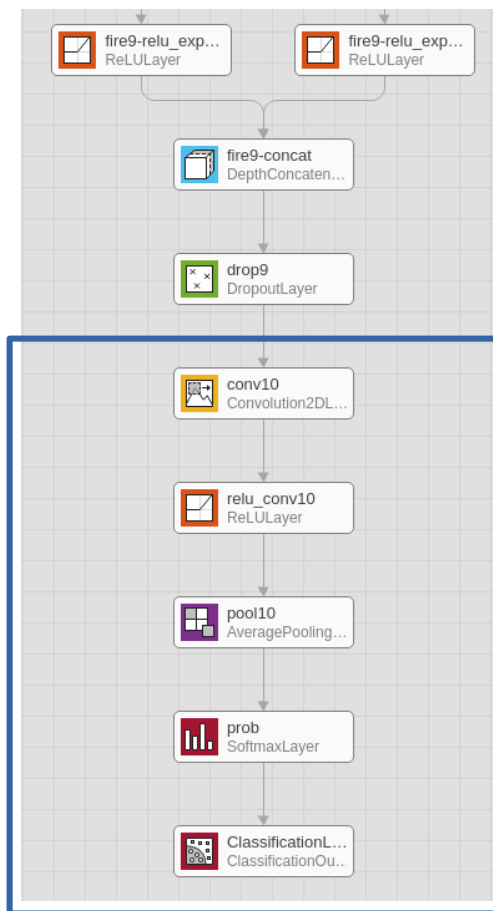 fire9-relu_exp...
ReLULayer
fire9-relu_exp...
ReLULayer
fire9-concat
DepthConcaten...
drop9
DropoutLayer
conv10
Convolution2DL...
relu_conv10
ReLULayer
pool10
AveragePooling...
prob
SoftmaxLayer
ClassificationL...
ClassificationOu...